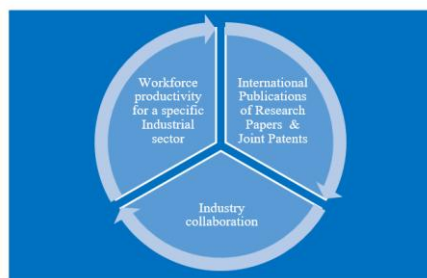 Workforce
productivity
for a specific
Industrial
sector
International
Publications
of Research
Papers & 
Joint Patents
Industry
collaboration